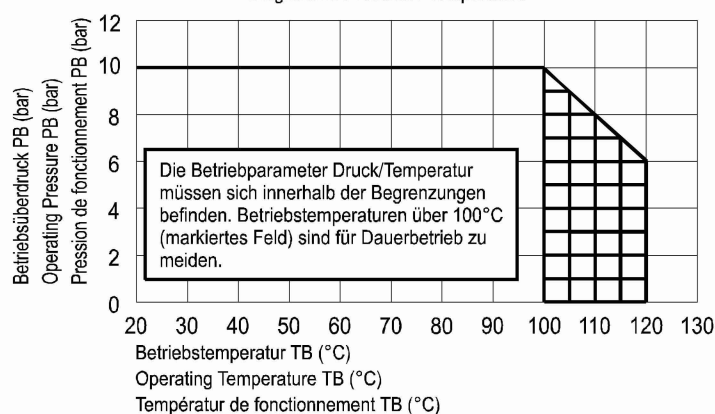 12
10
8
6
4
2
0
Betriebsüberdruck PB (bar)
Operating Pressure PB (bar)
Pression de fonctionnement PB (bar)
Die Betriebparameter Druck/Temperatur
müssen sich innerhalb der Begrenzungen
befinden. Betriebstemperaturen über 100°C
(markiertes Feld) sind für Dauerbetrieb zu
meiden.
20 30 40 50 60 70 80 90 100 110 120 130
Betriebstemperatur TB (°C)
Operating Temperature TB (°C)
Températur de fonctionnement TB (°C)